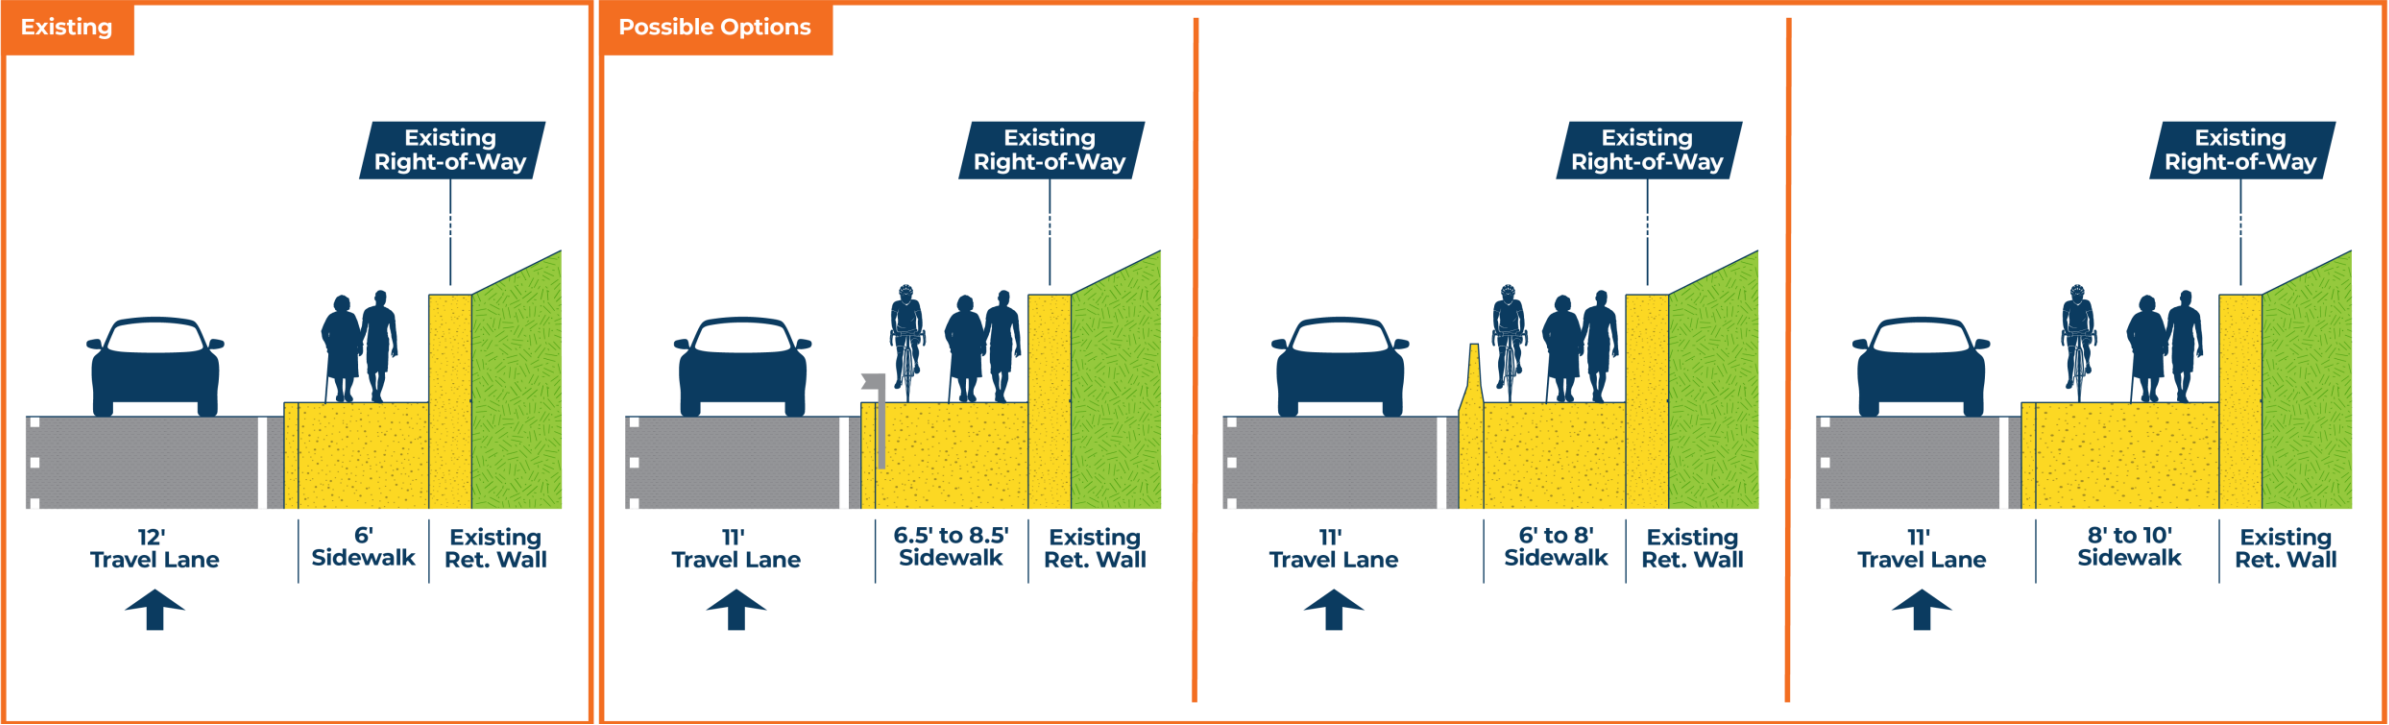 Existing
Possible Options
Existing
Right-of-Way
12'
Travel Lane
6'
Sidewalk
Existing
Ret. Wall
Existing
Right-of-Way
11'
Travel Lane
6.5' to 8.5'
Sidewalk
Existing
Ret. Wall
Existing
Right-of-Way
11'
Travel Lane
6' to 8'
Sidewalk
Existing
Ret. Wall
Existing
Right-of-Way
11'
Travel Lane
8' to 10'
Sidewalk
Existing
Ret. Wall